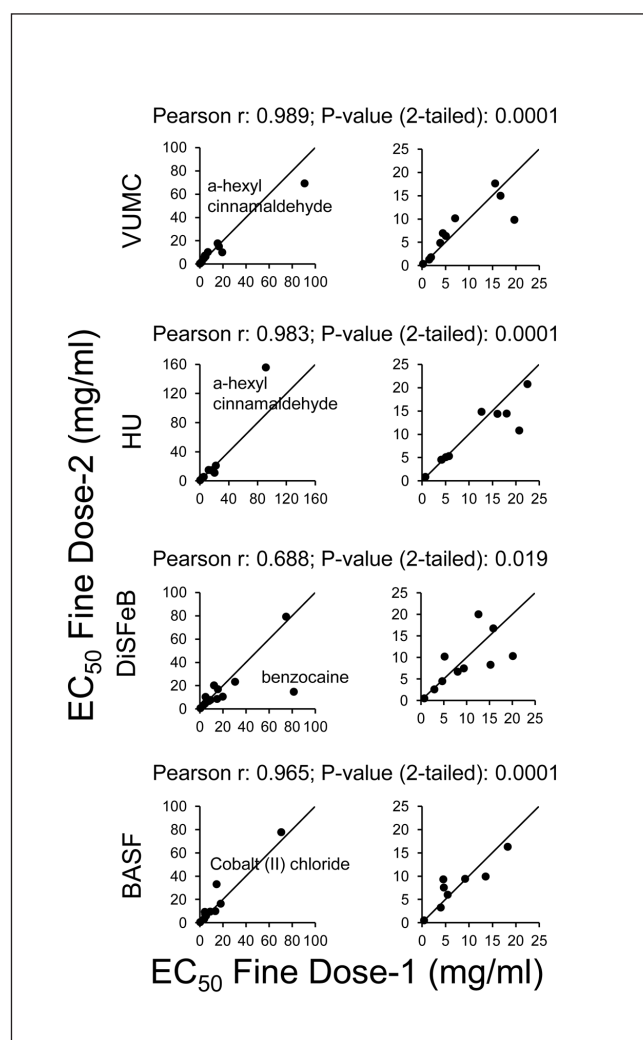 Pearson r: 0.989; P-value (2-tailed): 0.0001
VUMC
100
80
60
40
20
0
a-hexyl
cinnamaldehyde
0 20 40 60 80 100
25
20
15
10
5
0
0 5 10 15 20 25
Pearson r: 0.983; P-value (2-tailed): 0.0001
HU
160
120
80
40
0
a-hexyl
cinnamaldehyde
0 40 80 120 160
25
20
15
10
5
0
0 5 10 15 20 25
Pearson r: 0.688; P-value (2-tailed): 0.019
DiSFeB
100
80
60
40
20
0
benzocaine
0 20 40 60 80 100
25
20
15
10
5
0
0 5 10 15 20 25
Pearson r: 0.965; P-value (2-tailed): 0.0001
BASF
100
80
60
40
20
0
Cobalt (II) chloride
0 20 40 60 80 100
25
20
15
10
5
0
0 5 10 15 20 25
EC50 Fine Dose-2 (mg/ml)
EC50 Fine Dose-1 (mg/ml)